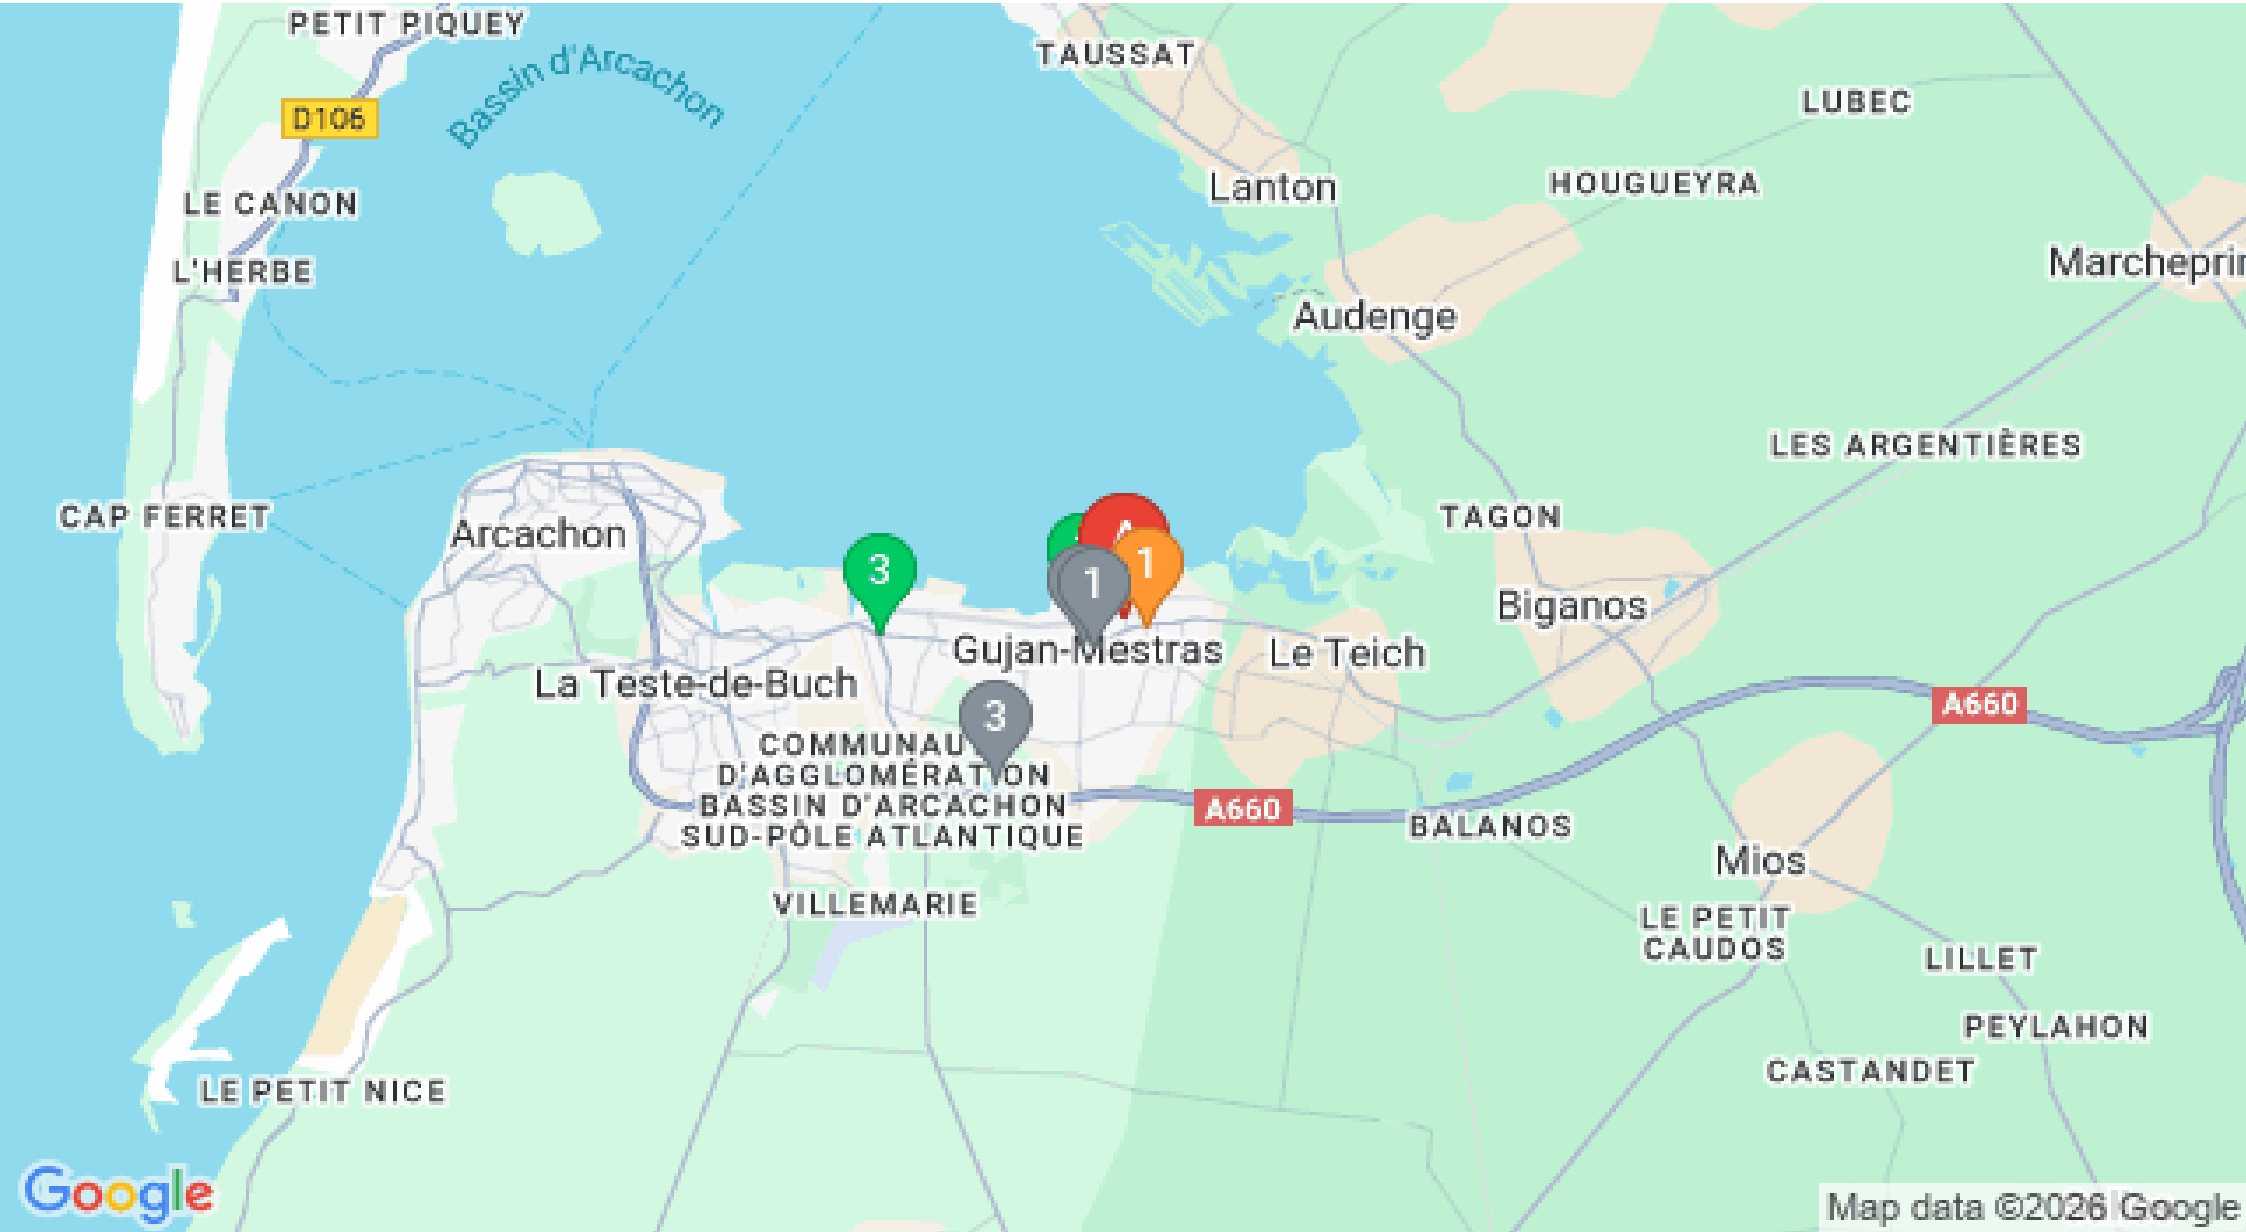 PETIT PIQUEY
Bassin d'Arcachon
TAUSSAT
LUBEC
D106
LE CANON
Lanton
HOUGUEYRA
L'HERBE
Marcheprin
Audenge
LES ARGENTIÈRES
CAP FERRET
Arcachon
TAGON
A
3
1
1
Biganos
Gujan-Mestras
Le Teich
La Teste-de-Buch
3
A660
COMMUNAU
D'AGGLOMÉRATION
BASSIN D'ARCACHON
SUD-PÔLE ATLANTIQUE
A660
BALANOS
Mios
VILLEMARIE
LE PETIT
CAUDOS
LILLET
PEYLAHON
CASTANDET
LE PETIT NICE
Google
Map data ©2026 Google